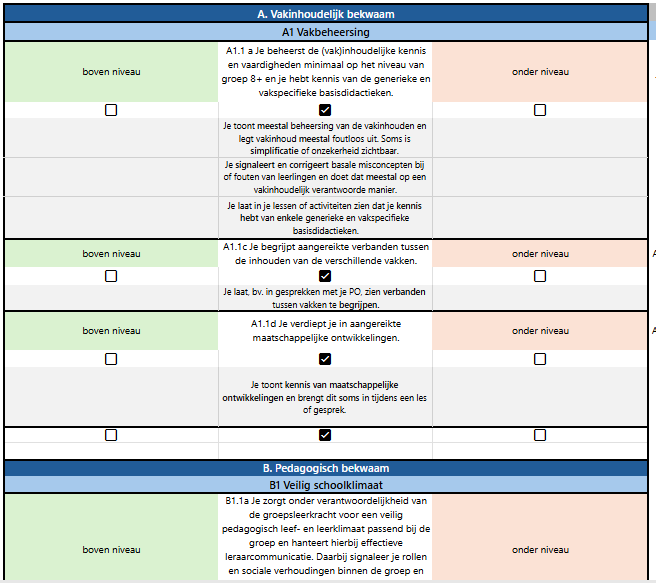 A. Vakinhoudelijk bekwaam
A1 Vakbeheersing
boven niveau
A1.1 a Je beheerst de (vak)inhoudelijke kennis
en vaardigheden minimaal op het niveau van
groep 8+ en je hebt kennis van de generieke en
vakspecifieke basisdidactieken.
onder niveau
Je toont meestal beheersing van de vakinhouden en
legt vakinhoud meestal foutloos uit. Soms is
simplificatie of onzekerheid zichtbaar.
Je signaleert en corrigeert basale misconcepten bij
of fouten van leerlingen en doet dat meestal op een
vakinhoudelijk verantwoorde manier.
Je laat in je lessen of activiteiten zien dat je kennis
hebt van enkele generieke en vakspecifieke
basisdidactieken.
boven niveau
A1.1c Je begrijpt aangereikte verbanden tussen
de inhouden van de verschillende vakken.
onder niveau
Je laat, bv. in gesprekken met je PO, zien verbanden
tussen vakken te begrijpen.
boven niveau
A1.1d Je verdiept je in aangereikte
maatschappelijke ontwikkelingen.
onder niveau
Je toont kennis van maatschappelijke
ontwikkelingen en brengt dit soms in tijdens een les
of gesprek.
B. Pedagogisch bekwaam
B1 Veilig schoolklimaat
boven niveau
B1.1a Je zorgt onder verantwoordelijkheid van
de groepsleerkracht voor een veilig
pedagogisch leef- en leerklimaat passend bij de
groep en hanteert hierbij effectieve
leraarcommunicatie. Daarbij signaleer je rollen
en sociale verhoudingen binnen de groep en
onder niveau